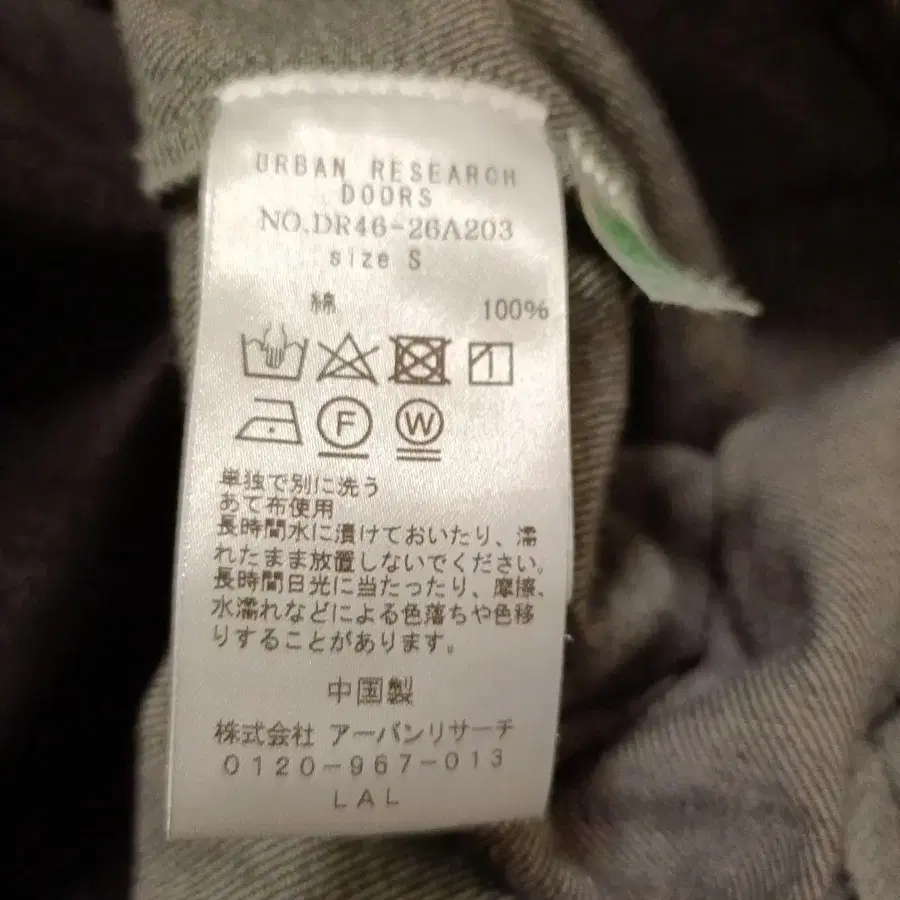 URBAN RESEARCH
DOORS
NO.DR46-26A203
size S
綿 100%
F W
単独で別に洗う
あて布使用
長時間水に漬けておいたり、濡
れたまま放置しないでください。
長時間日光に当たったり、摩擦、
水濡れなどによる色落ちや色移
りすることがあります。
中国製
株式会社 アーバンリサーチ
0120-967-013
LAL